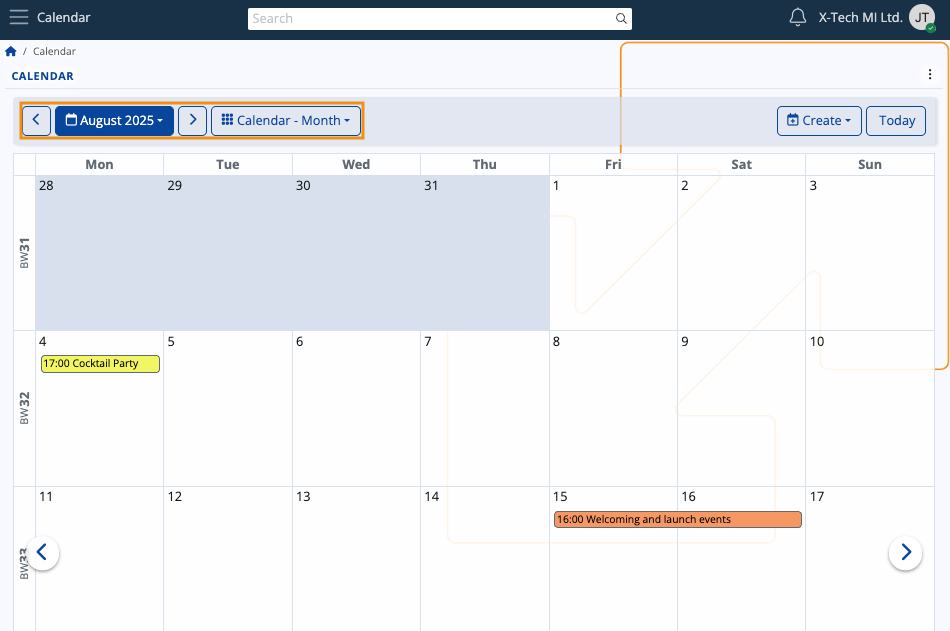 Calendar
Search
X-Tech MI Ltd.
JT
/ Calendar
CALENDAR
August 2025
Calendar - Month
Create
Today
Mon Tue Wed Thu Fri Sat Sun
BW31
28 29 30 31 1 2 3
BW32
4 5 6 7 8 9 10
17:00 Cocktail Party
BW33
11 12 13 14 15 16 17
16:00 Welcoming and launch events